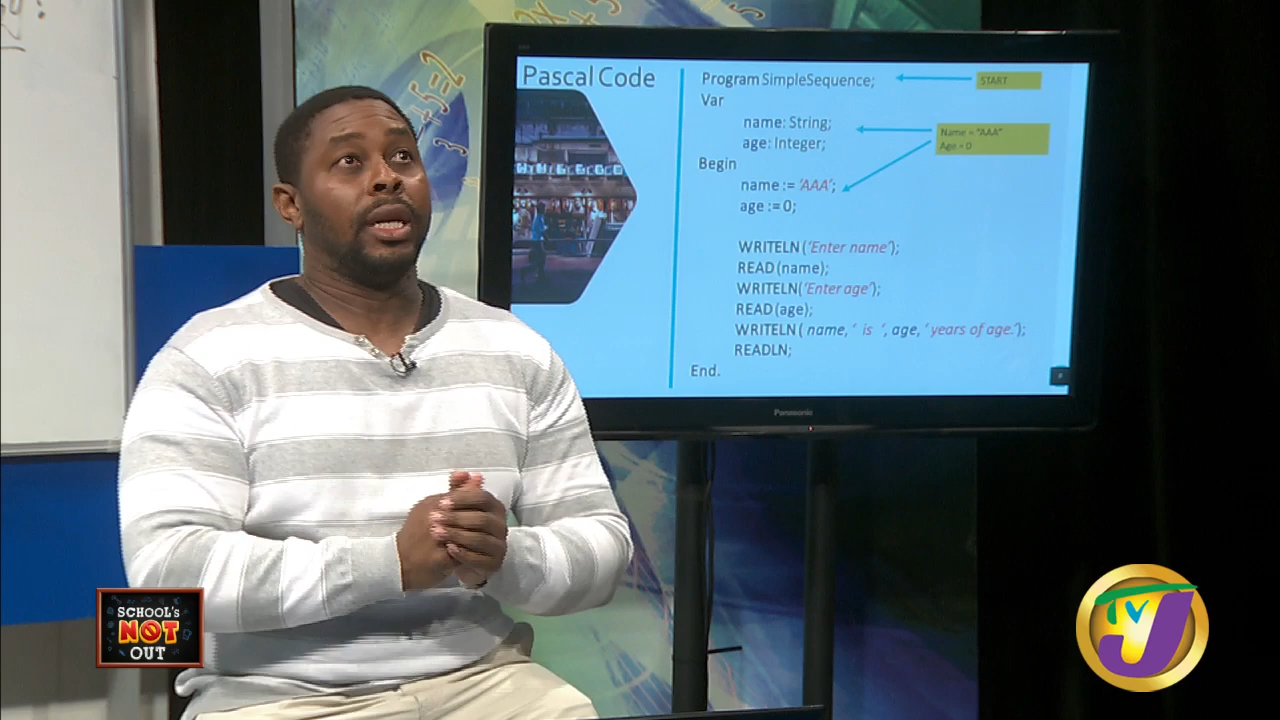 Pascal Code
Program SimpleSequence;
START
Var
name: String;
age: Integer;
Name = "AAA"
Age = 0
Begin
name := 'AAA';
age := 0;
WRITELN ('Enter name');
READ (name);
WRITELN('Enter age');
READ (age);
WRITELN ( name, ' is ', age, ' years of age.');
READLN;
End.
Panasonic
SCHOOL's
NOT
OUT
TVJ